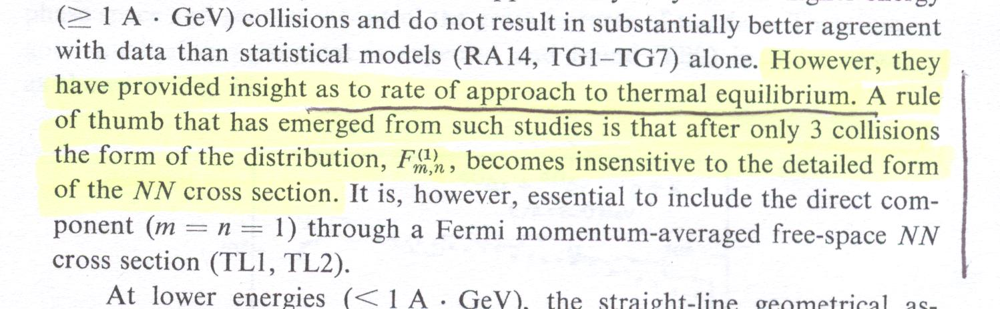 (≥ 1 A · GeV) collisions and do not result in substantially better agreement
with data than statistical models (RA14, TG1–TG7) alone. However, they
have provided insight as to rate of approach to thermal equilibrium. A rule
of thumb that has emerged from such studies is that after only 3 collisions
the form of the distribution, F^{(1)}_{m,n}, becomes insensitive to the detailed form
of the NN cross section. It is, however, essential to include the direct com-
ponent (m = n = 1) through a Fermi momentum-averaged free-space NN
cross section (TL1, TL2).
At lower energies (< 1 A · GeV), the straight-line geometrical as-